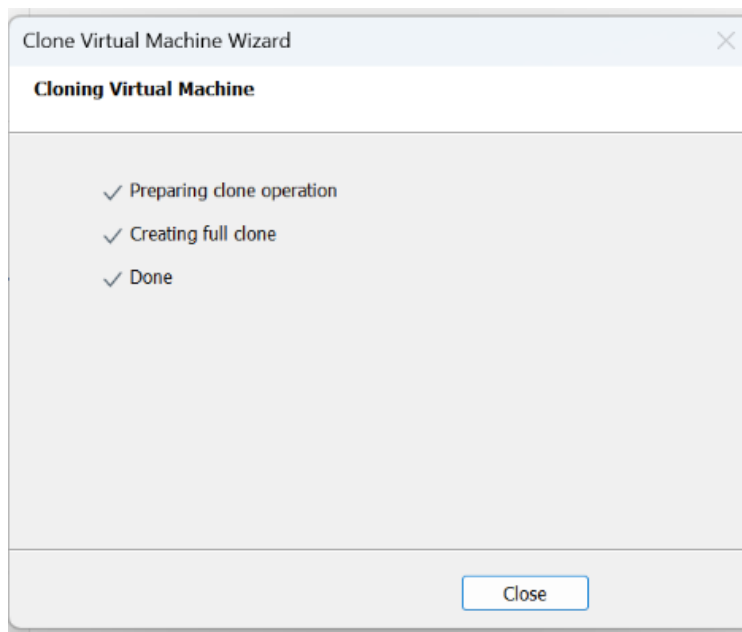 Clone Virtual Machine Wizard
Cloning Virtual Machine
Preparing clone operation
Creating full clone
Done
Close